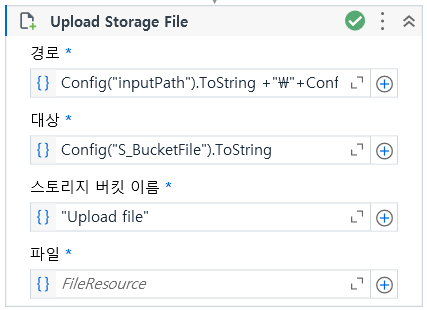 Upload Storage File
경로 *
{} Config("inputPath").ToString +"₩"+Conf
대상 *
{} Config("S_BucketFile").ToString
스토리지 버킷 이름 *
{} "Upload file"
파일 *
{} FileResource